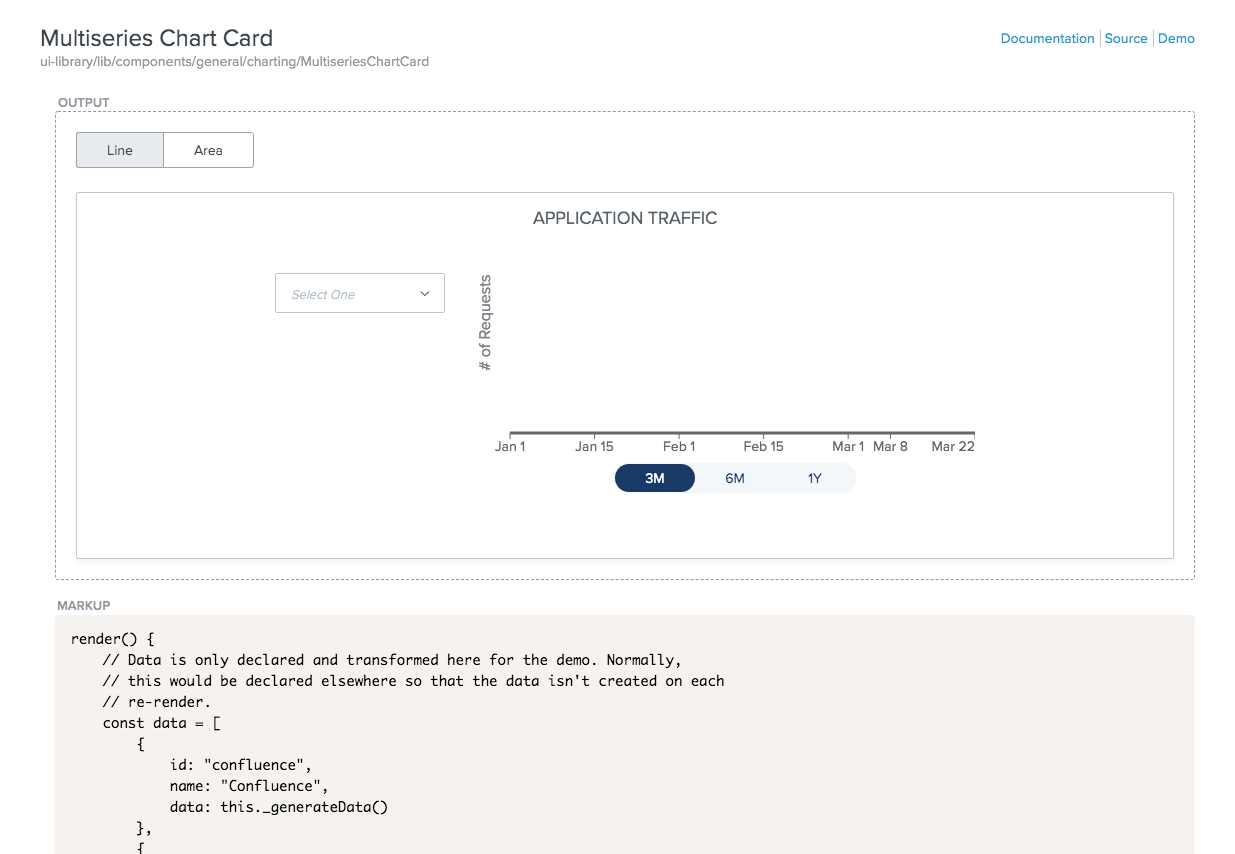 Multiseries Chart Card
Documentation Source Demo
ui-library/lib/components/general/charting/MultiseriesChartCard
OUTPUT
Line Area
APPLICATION TRAFFIC
Select One
# of Requests
Jan 1 Jan 15 Feb 1 Feb 15 Mar 1 Mar 8 Mar 22
3M 6M 1Y
MARKUP
render() {
    // Data is only declared and transformed here for the demo. Normally,
    // this would be declared elsewhere so that the data isn't created on each
    // re-render.
    const data = [
        {
            id: "confluence",
            name: "Confluence",
            data: this._generateData()
        },
        {